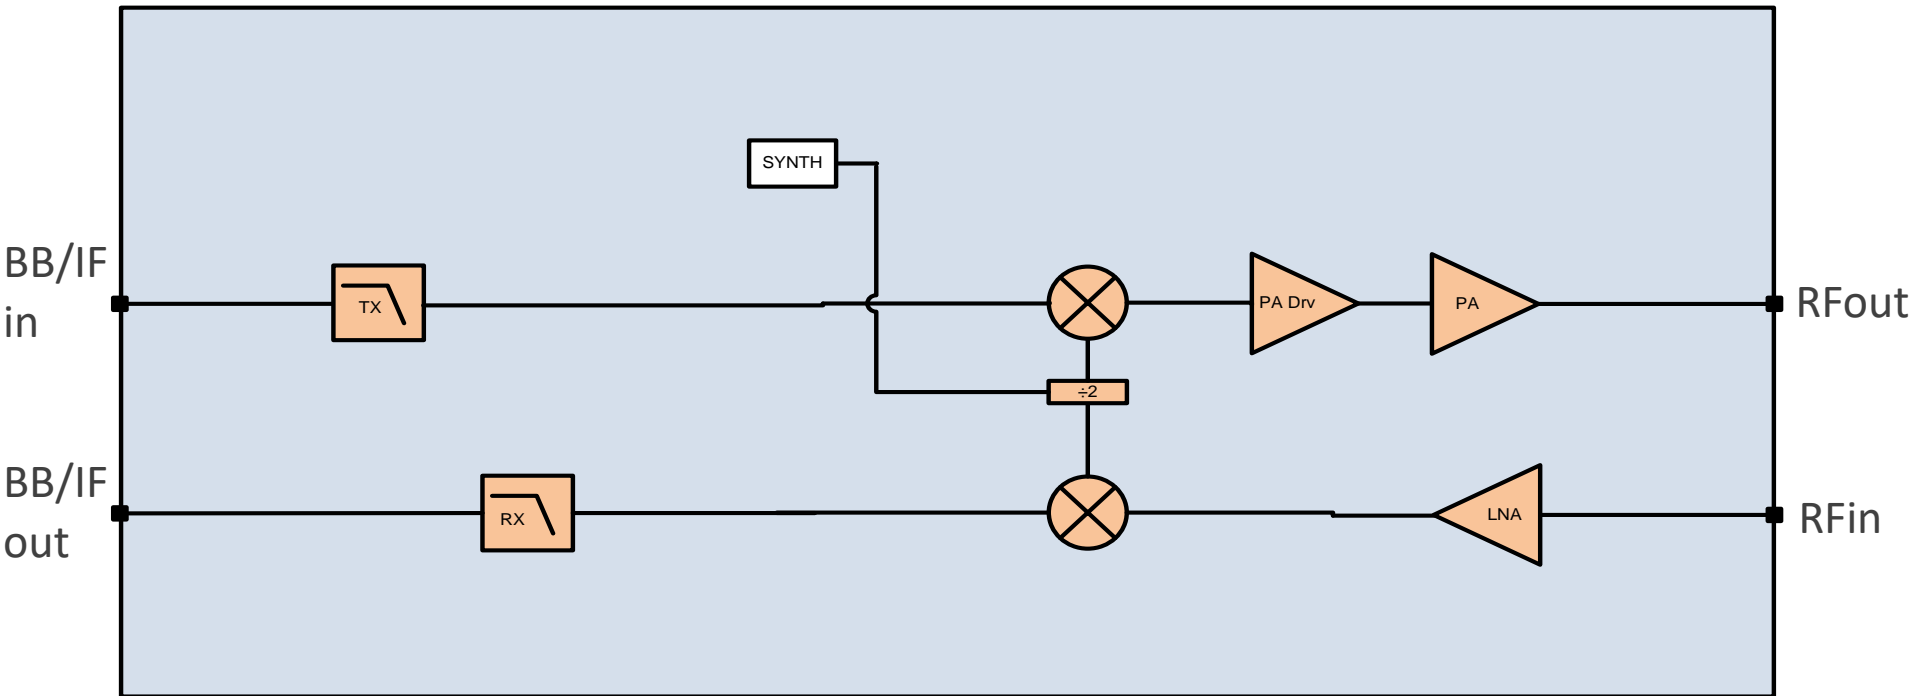 SYNTH
BB/IF
in
TX
PA Drv
PA
RFout
÷2
BB/IF
out
RX
LNA
RFin